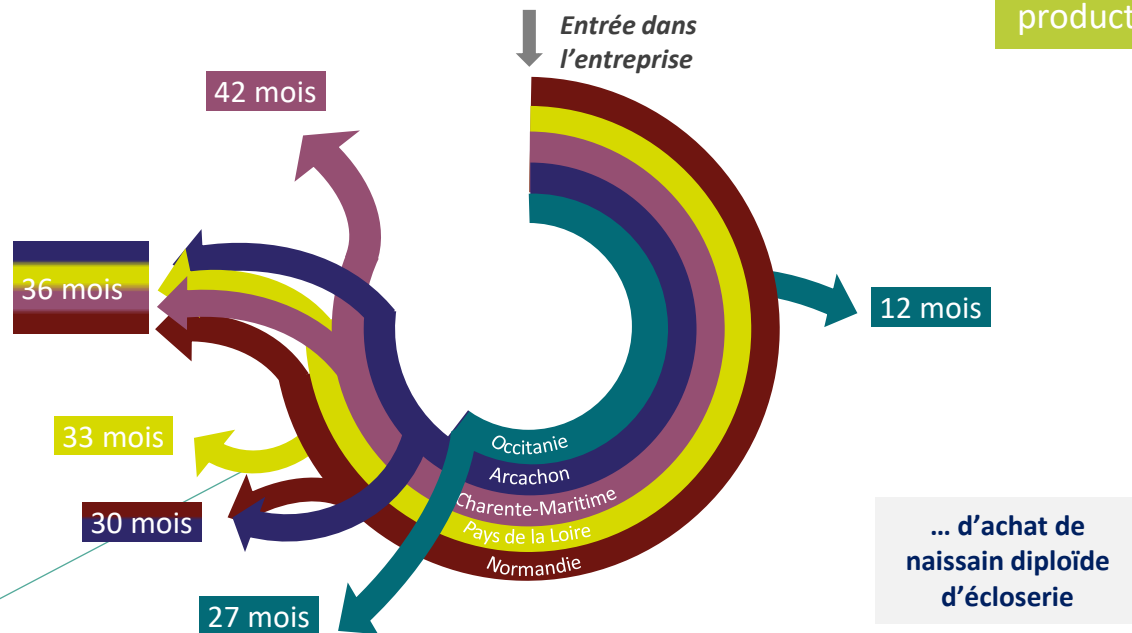 product
Entrée dans
l'entreprise
42 mois
36 mois
12 mois
33 mois
30 mois
27 mois
Occitanie
Arcachon
Charente-Maritime
Pays de la Loire
Normandie
... d'achat de
naissain diploïde
d'écloserie